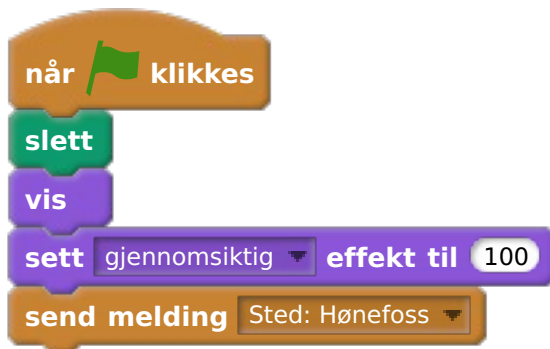 når klikkes
slett
vis
sett gjennomsiktig effekt til 100
send melding Sted: Hønefoss